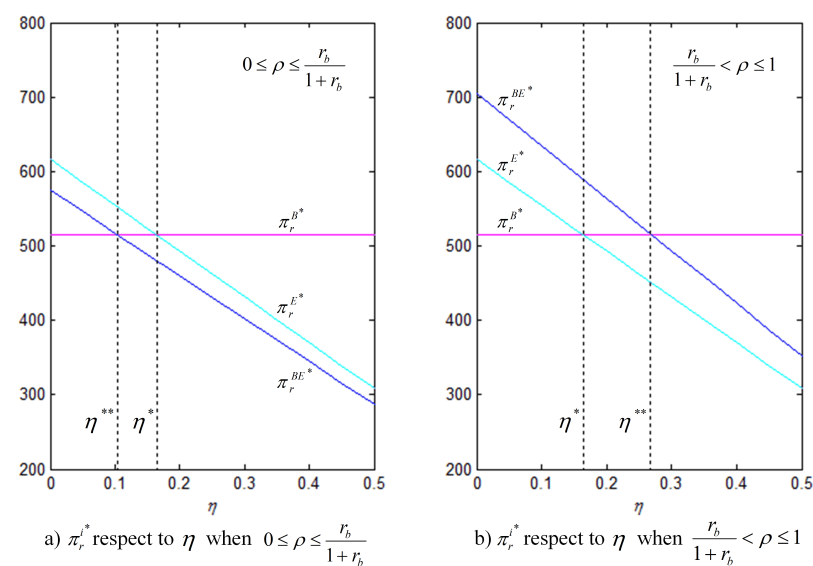 800
700
600
500
400
300
200
0 ≤ ρ ≤ r_b / (1 + r_b)
π_r^{B*}
π_r^{E*}
π_r^{BE*}
η** η*
0 0.1 0.2 0.3 0.4 0.5
η
a) π_r^{i*} respect to η when 0 ≤ ρ ≤ r_b / (1 + r_b)
800
700
600
500
400
300
200
r_b / (1 + r_b) < ρ ≤ 1
π_r^{BE*}
π_r^{E*}
π_r^{B*}
η* η**
0 0.1 0.2 0.3 0.4 0.5
η
b) π_r^{i*} respect to η when r_b / (1 + r_b) < ρ ≤ 1